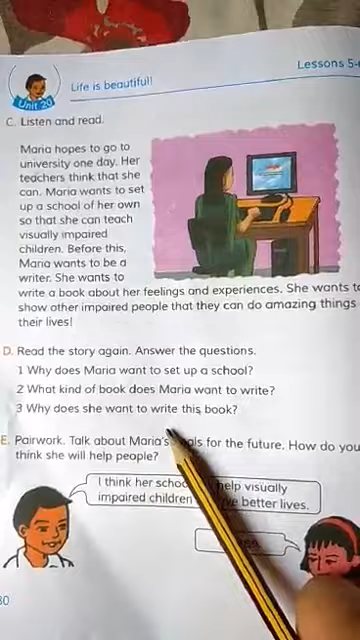 Lessons 5-
Life is beautiful!
Unit 20
C. Listen and read.
Maria hopes to go to
university one day. Her
teachers think that she
can. Maria wants to set
up a school of her own
so that she can teach
visually impaired
children. Before this,
Maria wants to be a
writer. She wants to
write a book about her feelings and experiences. She wants to
show other impaired people that they can do amazing things
their lives!
D. Read the story again. Answer the questions.
1 Why does Maria want to set up a school?
2 What kind of book does Maria want to write?
3 Why does she want to write this book?
E. Pairwork. Talk about Maria's for the future. How do you
think she will help people?
I think her help visually
impaired children better lives.
80